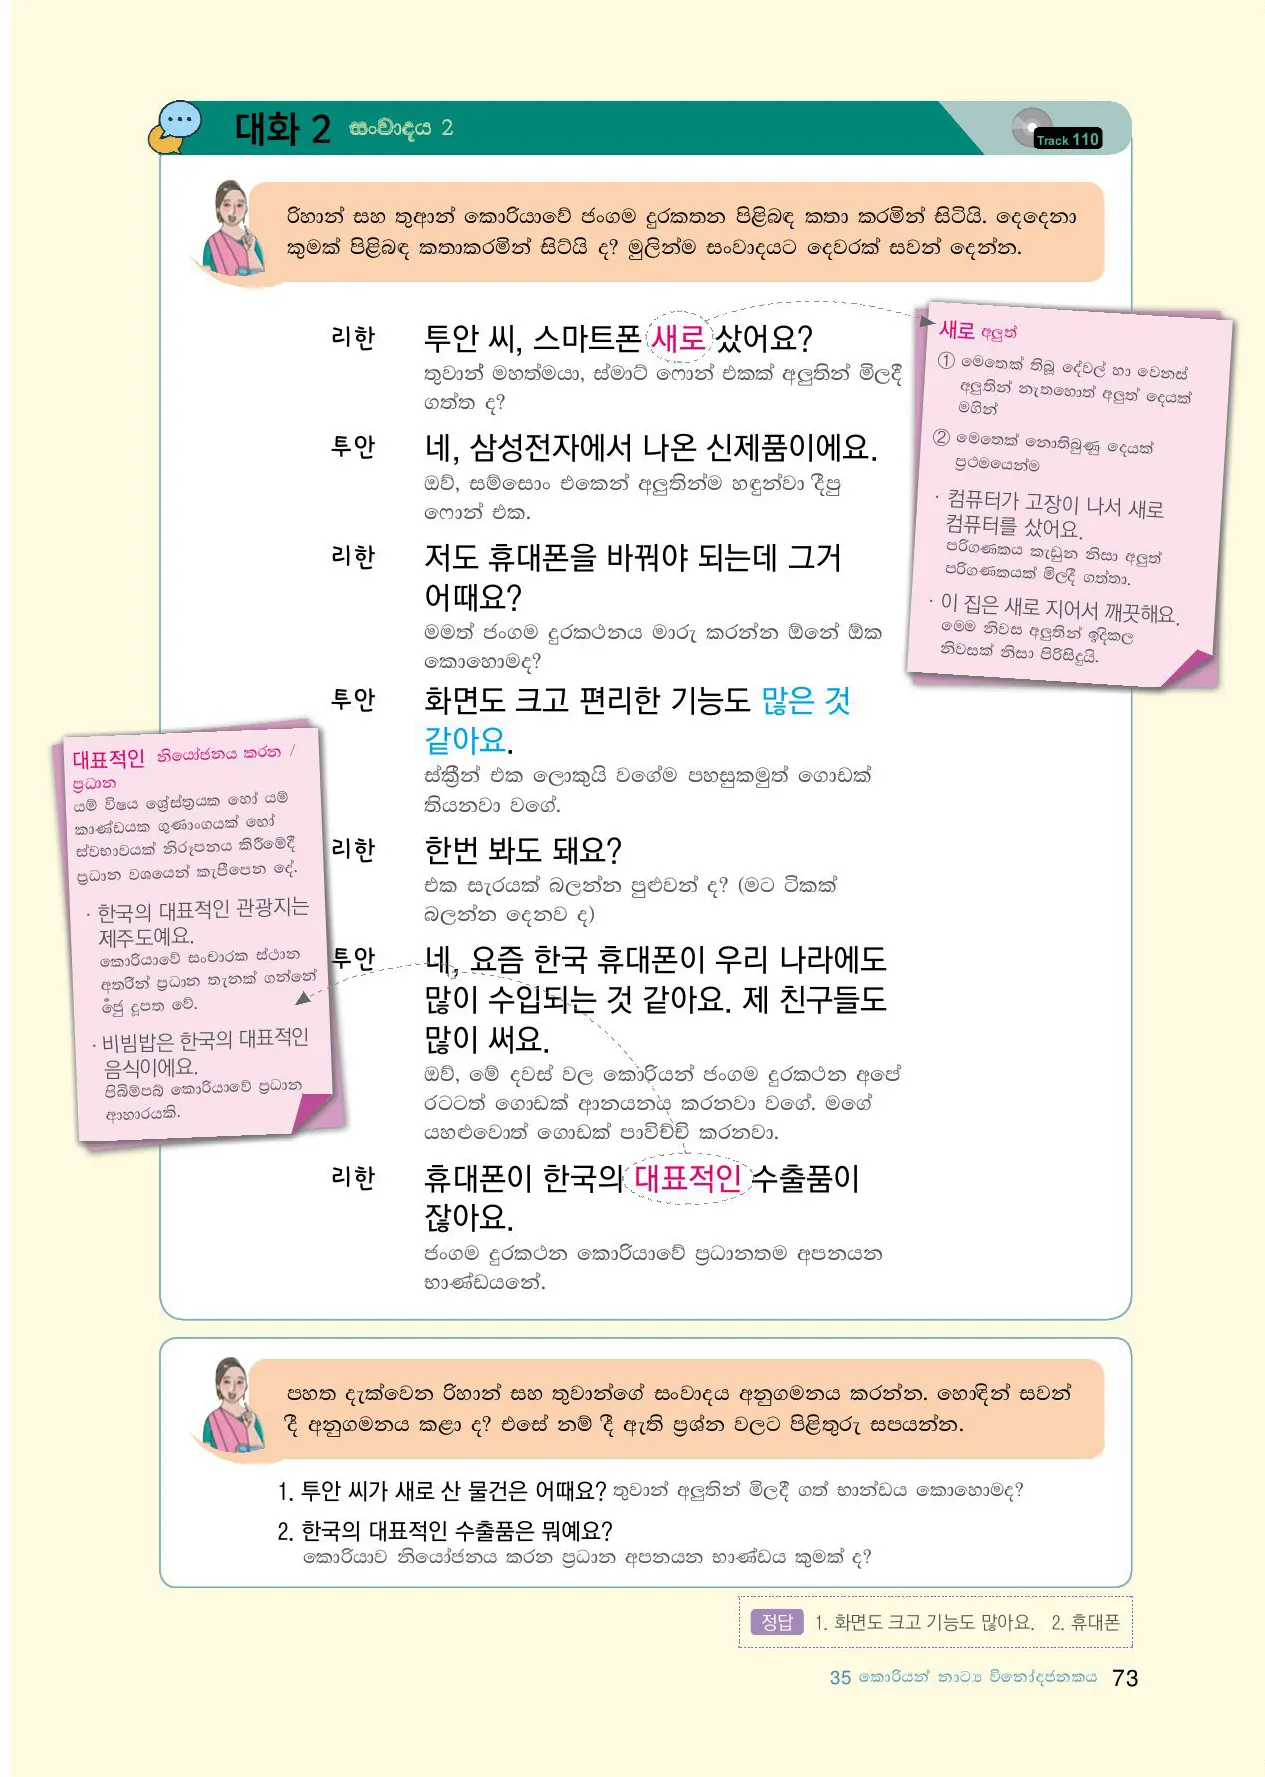 대화 2 සංවාදය 2
Track 110
රිහාන් සහ තුආන් කොරියාවේ ජංගම දුරකතන පිළිබඳ කතා කරමින් සිටියි. දෙදෙනා
කුමක් පිළිබඳ කතාකරමින් සිටියි ද? මුලින්ම සංවාදයට දෙවරක් සවන් දෙන්න.
리한 투안 씨, 스마트폰 새로 샀어요?
තුවාන් මහත්මයා, ස්මාට් ෆොන් එකක් අලුතින් මිලදී
ගත්ත ද?
투안 네, 삼성전자에서 나온 신제품이에요.
ඔව්, සම්සොං එකෙන් අලුතින්ම හඳුන්වා දීපු
ෆොන් එක.
리한 저도 휴대폰을 바꿔야 되는데 그거
어때요?
මමත් ජංගම දුරකථනය මාරු කරන්න ඕනේ ඕක
කොහොමද?
투안 화면도 크고 편리한 기능도 많은 것
같아요.
ස්ක්‍රීන් එක ලොකුයි වගේම පහසුකමුත් ගොඩක්
තියනවා වගේ.
리한 한번 봐도 돼요?
එක සැරයක් බලන්න පුළුවන් ද? (මට ටිකක්
බලන්න දෙනව ද)
투안 네, 요즘 한국 휴대폰이 우리 나라에도
많이 수입되는 것 같아요. 제 친구들도
많이 써요.
ඔව්, මේ දවස් වල කොරියන් ජංගම දුරකථන අපේ
රටටත් ගොඩක් ආනයනය කරනවා වගේ. මගේ
යහළුවොත් ගොඩක් පාවිච්චි කරනවා.
리한 휴대폰이 한국의 대표적인 수출품이
잖아요.
ජංගම දුරකථන කොරියාවේ ප්‍රධානතම අපනයන
භාණ්ඩයනේ.
새로 අලුත්
① මෙතෙක් තිබූ දේවල් හා වෙනස්
අලුතින් නැතහොත් අලුත් දෙයක්
මගින්
② මෙතෙක් නොතිබුණු දෙයක්
ප්‍රථමයෙන්ම
· 컴퓨터가 고장이 나서 새로
컴퓨터를 샀어요.
පරිගණකය කැඩුන නිසා අලුත්
පරිගණකයක් මිලදී ගත්තා.
· 이 집은 새로 지어서 깨끗해요.
මෙම නිවස අලුතින් ඉදිකල
නිවසක් නිසා පිරිසිදුයි.
대표적인 නියෝජනය කරන /
ප්‍රධාන
යම් විෂය ශ්‍රේස්ත්‍රයක හෝ යම්
කාණ්ඩයක ගුණාංගයක් හෝ
ස්වභාවයක් නිරූපනය කිරීමේදී
ප්‍රධාන වශයෙන් කැපීපෙන දේ.
· 한국의 대표적인 관광지는
제주도예요.
කොරියාවේ සංචාරක ස්ථාන
අතරින් ප්‍රධාන තැනක් ගන්නේ
දූපත වේ.
· 비빔밥은 한국의 대표적인
음식이에요.
පිබිම්පබ් කොරියාවේ ප්‍රධාන
ආහාරයකි.
පහත දැක්වෙන රිහාන් සහ තුවාන්ගේ සංවාදය අනුගමනය කරන්න. හොඳින් සවන්
දී අනුගමනය කළා ද? එසේ නම් දී ඇති ප්‍රශ්න වලට පිළිතුරු සපයන්න.
1. 투안 씨가 새로 산 물건은 어때요? තුවාන් අලුතින් මිලදී ගත් භාන්ඩය කොහොමද?
2. 한국의 대표적인 수출품은 뭐예요?
කොරියාව නියෝජනය කරන ප්‍රධාන අපනයන භාණ්ඩය කුමක් ද?
정답 1. 화면도 크고 기능도 많아요. 2. 휴대폰
35 කොරියන් නාට්‍ය විනෝදජනකය 73